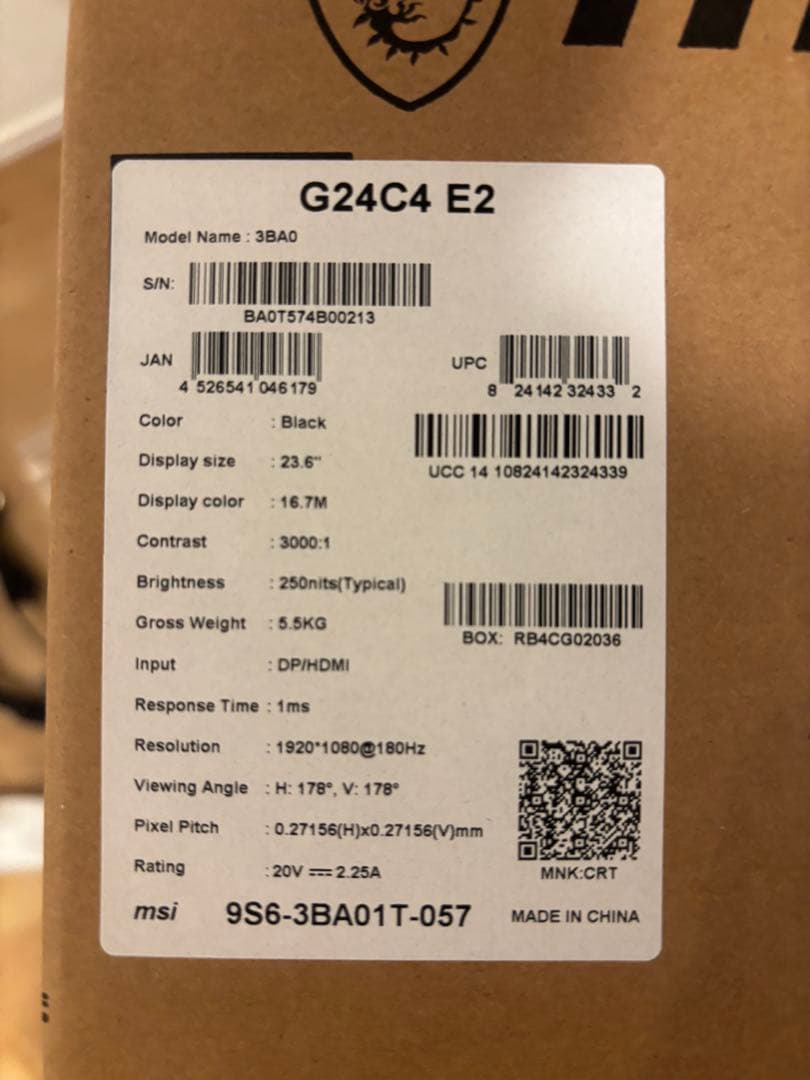 G24C4 E2
Model Name : 3BA0
S/N:
BA0T574B00213
JAN
4 526541 046179
UPC
8 24142 32433 2
Color : Black
UCC 14 10824142324339
Display size : 23.6"
Display color : 16.7M
Contrast : 3000:1
Brightness : 250nits(Typical)
Gross Weight : 5.5KG
BOX: RB4CG02036
Input : DP/HDMI
Response Time : 1ms
Resolution : 1920*1080@180Hz
Viewing Angle : H: 178°, V: 178°
Pixel Pitch : 0.27156(H)x0.27156(V)mm
Rating : 20V ⎓ 2.25A
MNK:CRT
msi 9S6-3BA01T-057 MADE IN CHINA